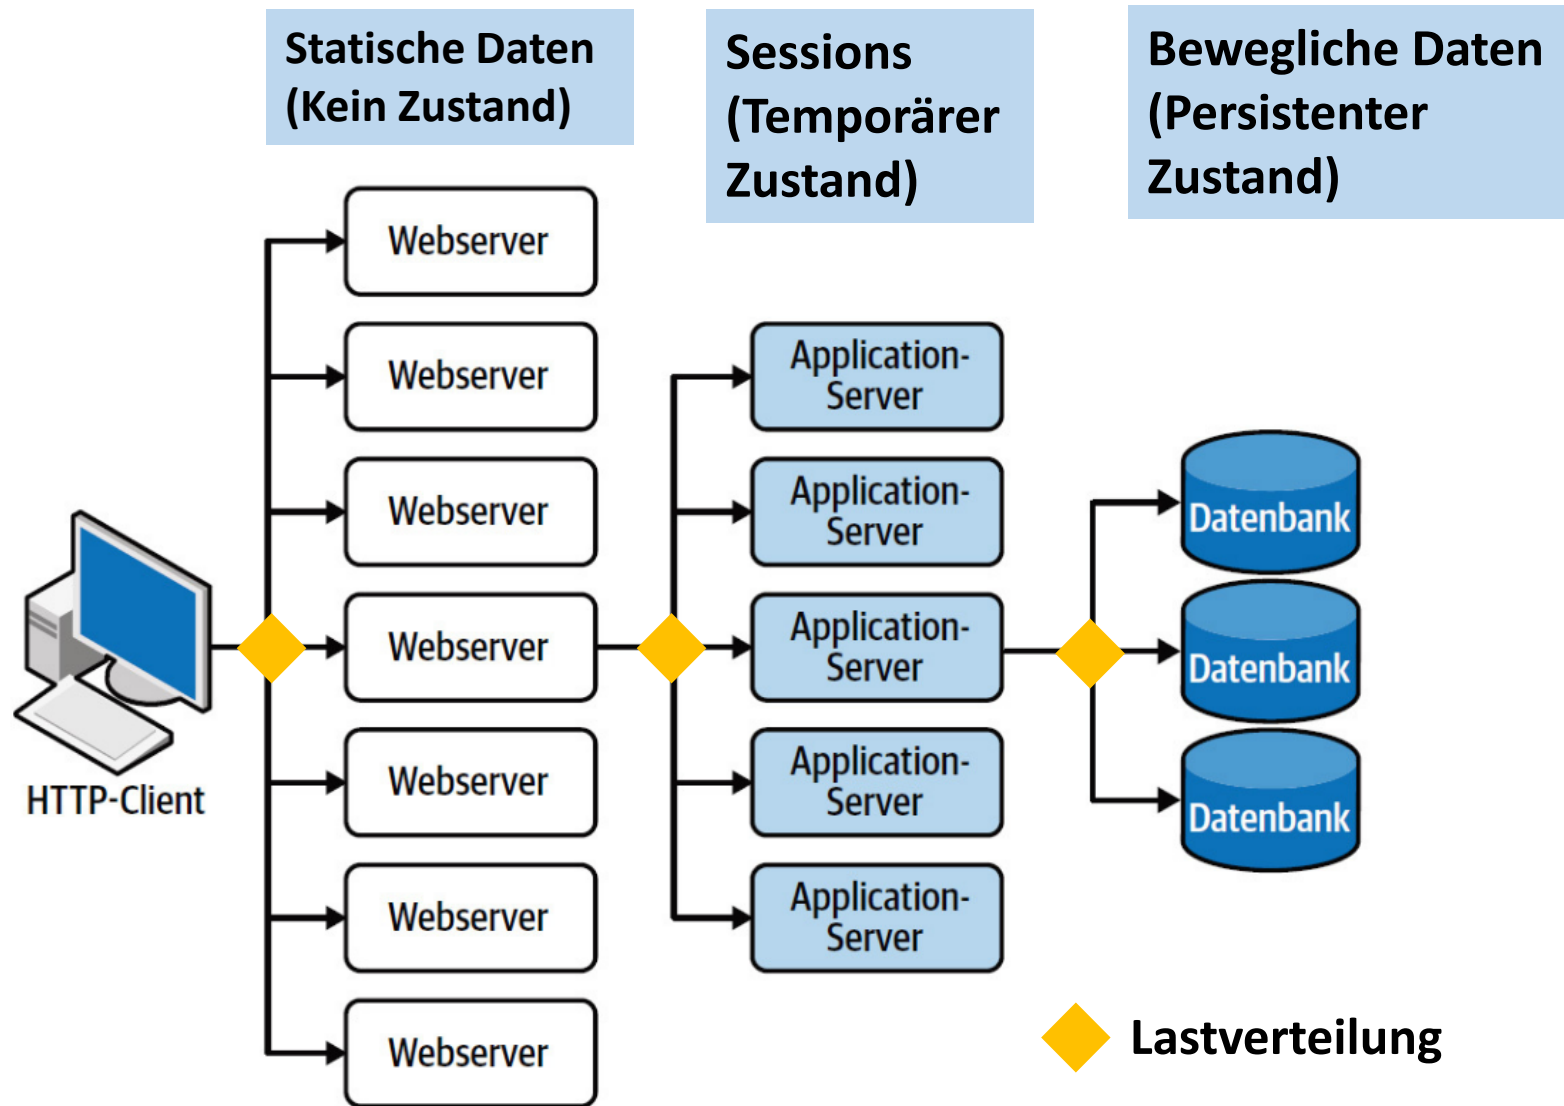 Statische Daten
(Kein Zustand)
Sessions
(Temporärer
Zustand)
Bewegliche Daten
(Persistenter
Zustand)
Webserver
Webserver
Webserver
Webserver
Webserver
Webserver
Webserver
Application-
Server
Application-
Server
Application-
Server
Application-
Server
Application-
Server
Datenbank
Datenbank
Datenbank
HTTP-Client
Lastverteilung